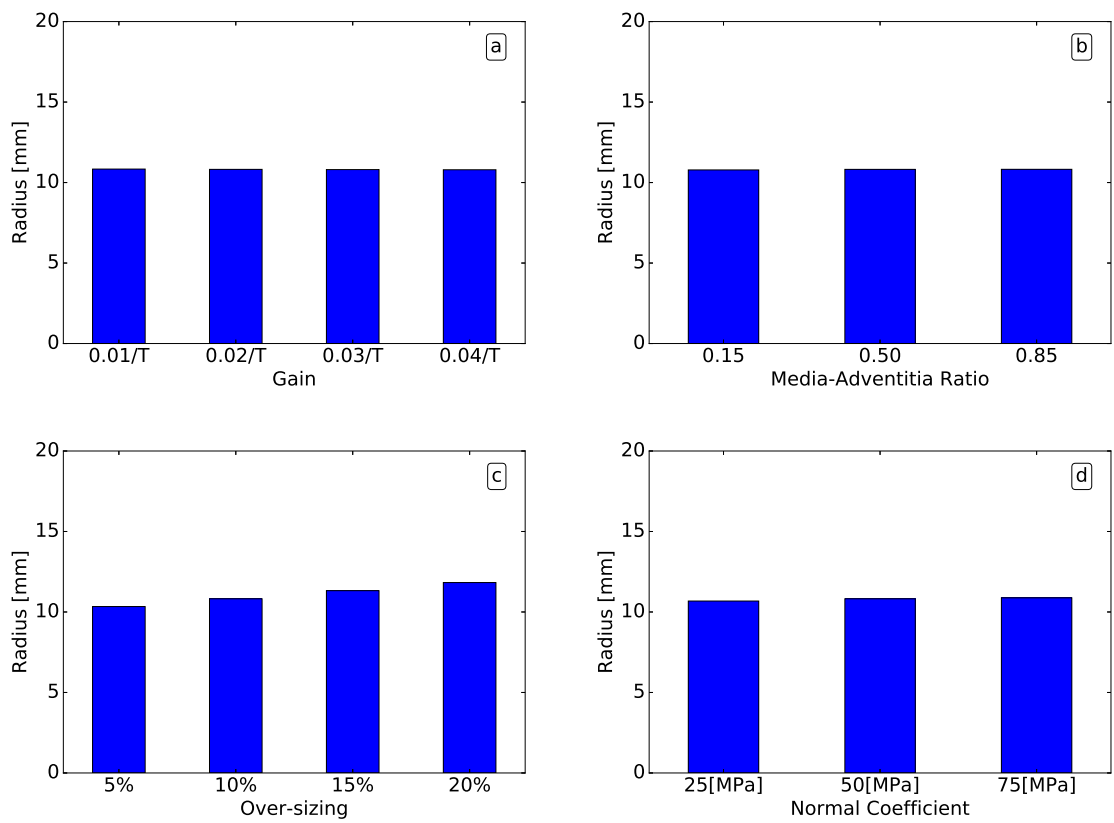 a
20
15
10
5
0
Radius [mm]
0.01/T 0.02/T 0.03/T 0.04/T
Gain
b
20
15
10
5
0
Radius [mm]
0.15 0.50 0.85
Media-Adventitia Ratio
c
20
15
10
5
0
Radius [mm]
5% 10% 15% 20%
Over-sizing
d
20
15
10
5
0
Radius [mm]
25[MPa] 50[MPa] 75[MPa]
Normal Coefficient